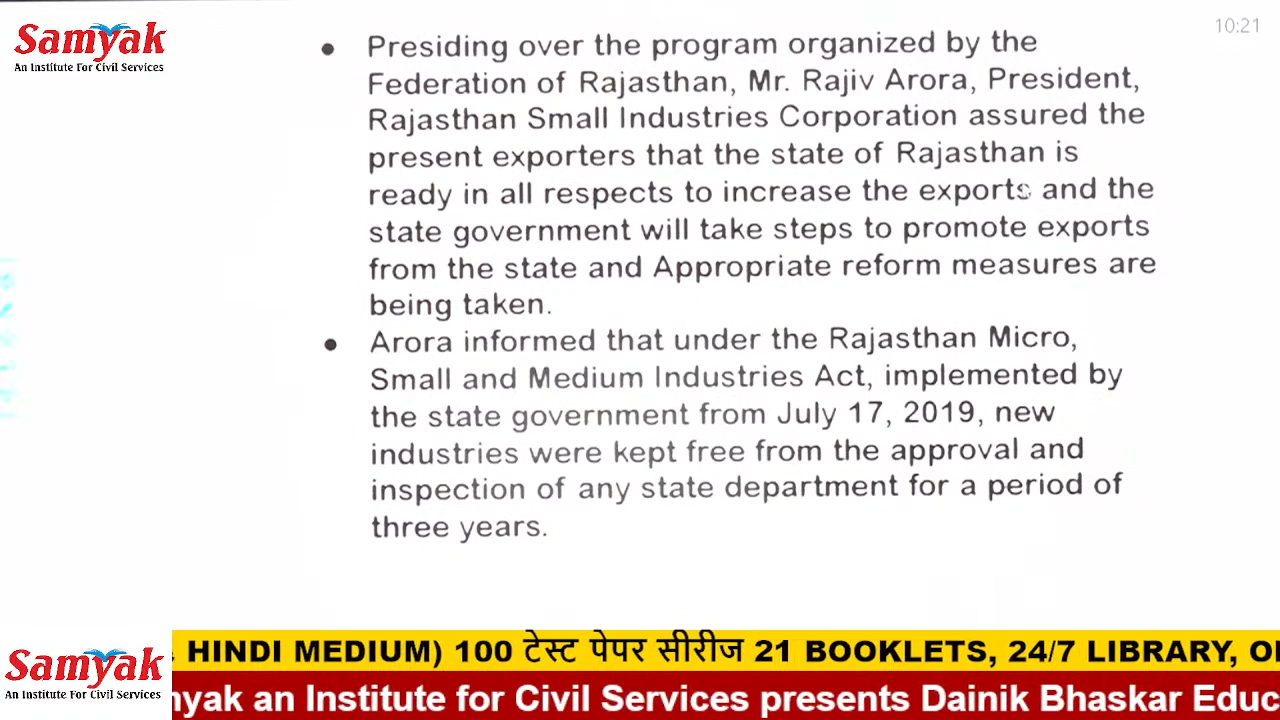 Samyak
An Institute For Civil Services
10:21
● Presiding over the program organized by the
Federation of Rajasthan, Mr. Rajiv Arora, President,
Rajasthan Small Industries Corporation assured the
present exporters that the state of Rajasthan is
ready in all respects to increase the exports and the
state government will take steps to promote exports
from the state and Appropriate reform measures are
being taken.
● Arora informed that under the Rajasthan Micro,
Small and Medium Industries Act, implemented by
the state government from July 17, 2019, new
industries were kept free from the approval and
inspection of any state department for a period of
three years.
Samyak
An Institute For Civil Services
HINDI MEDIUM) 100 टेस्ट पेपर सीरीज 21 BOOKLETS, 24/7 LIBRARY,
myak an Institute for Civil Services presents Dainik Bhaskar Educ